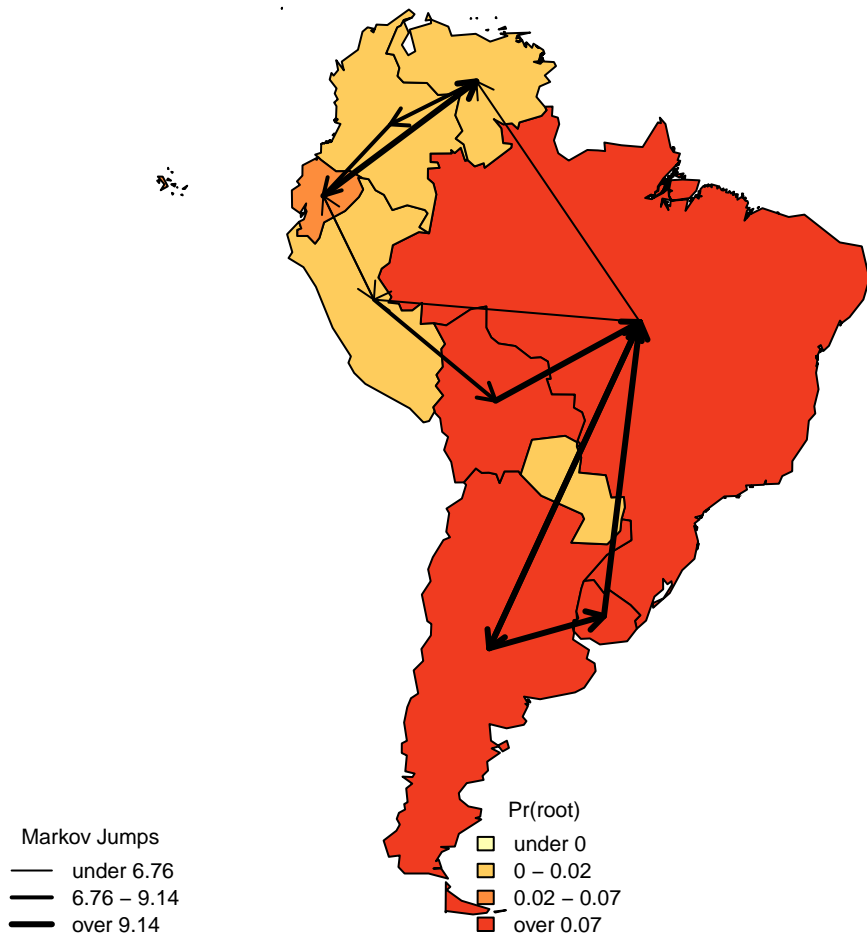 Markov Jumps
under 6.76
6.76 − 9.14
over 9.14
Pr(root)
under 0
0 − 0.02
0.02 − 0.07
over 0.07